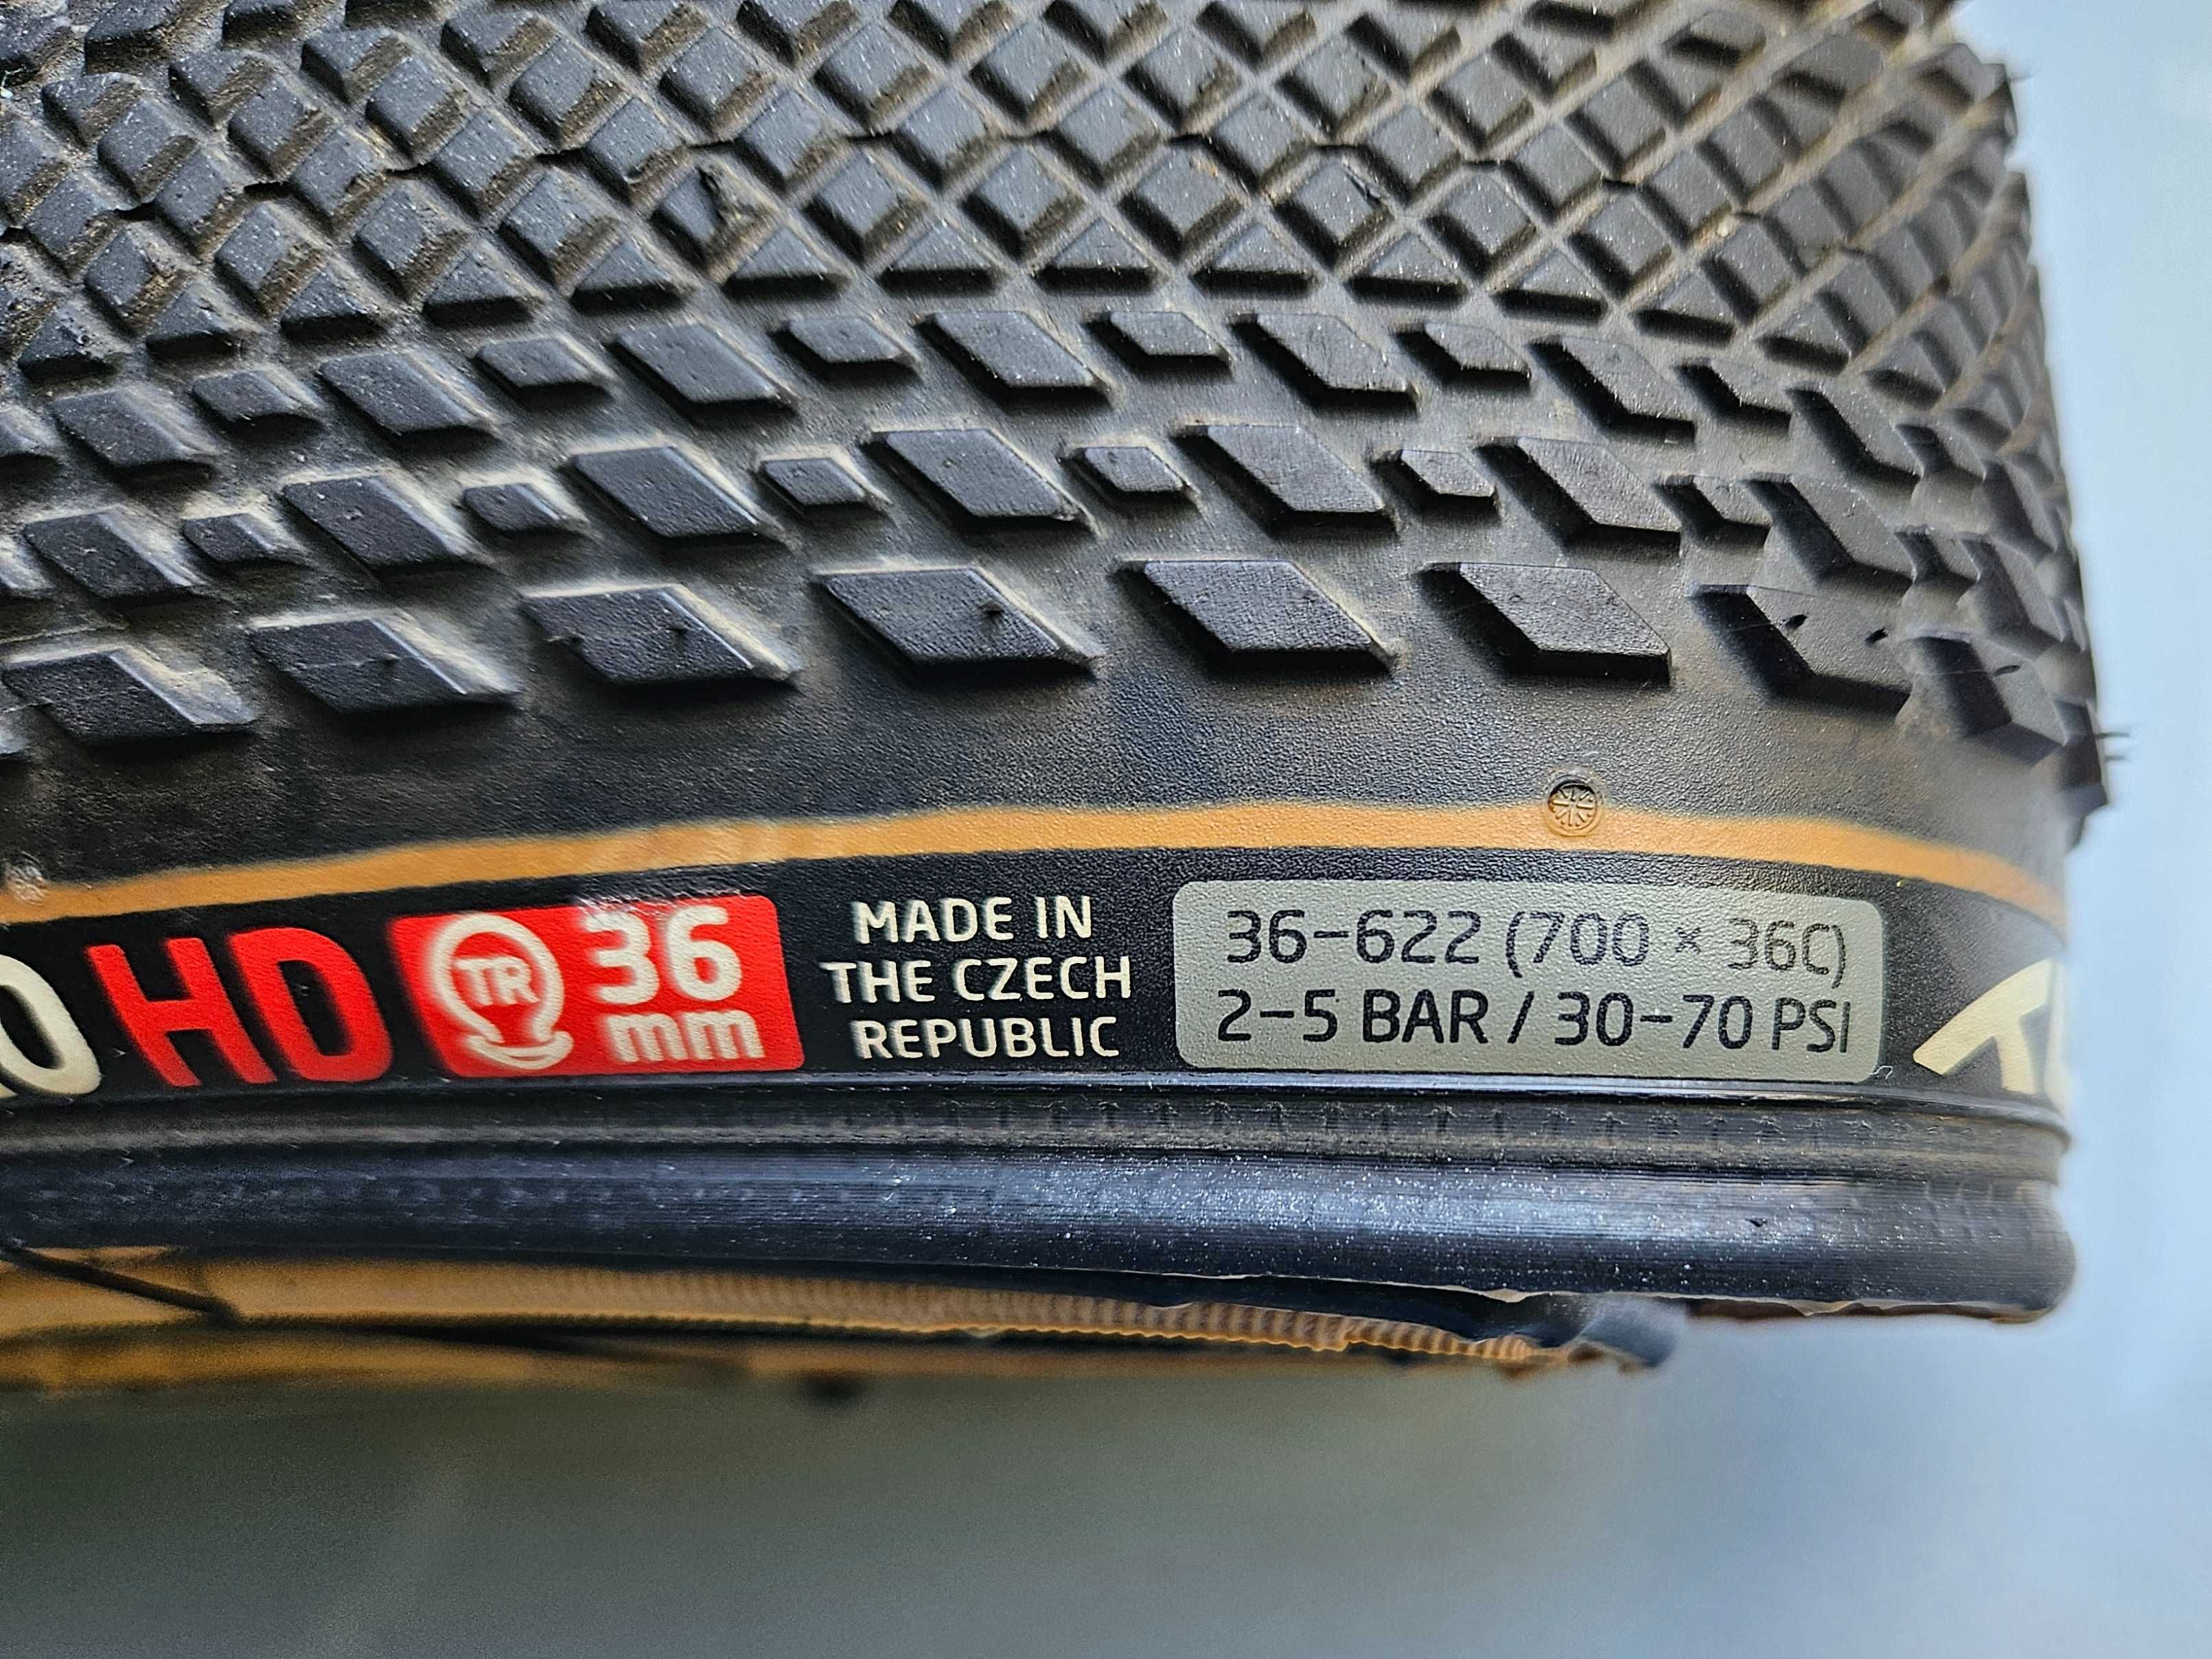 HD
TR 36
mm
MADE IN
THE CZECH
REPUBLIC
36-622 (700 × 36C)
2-5 BAR / 30-70 PSI